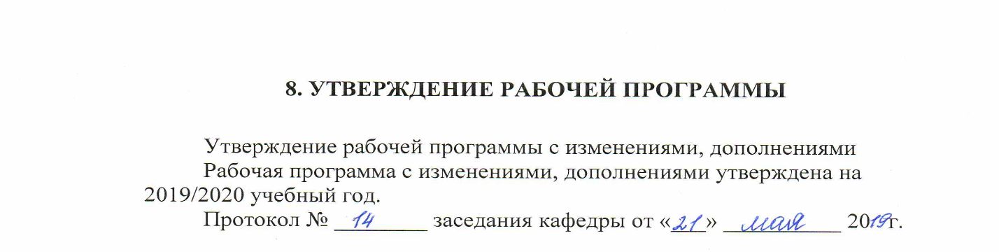 8. УТВЕРЖДЕНИЕ РАБОЧЕЙ ПРОГРАММЫ
Утверждение рабочей программы с изменениями, дополнениями
Рабочая программа с изменениями, дополнениями утверждена на
2019/2020 учебный год.
Протокол № 14 заседания кафедры от «21» мая 2019г.